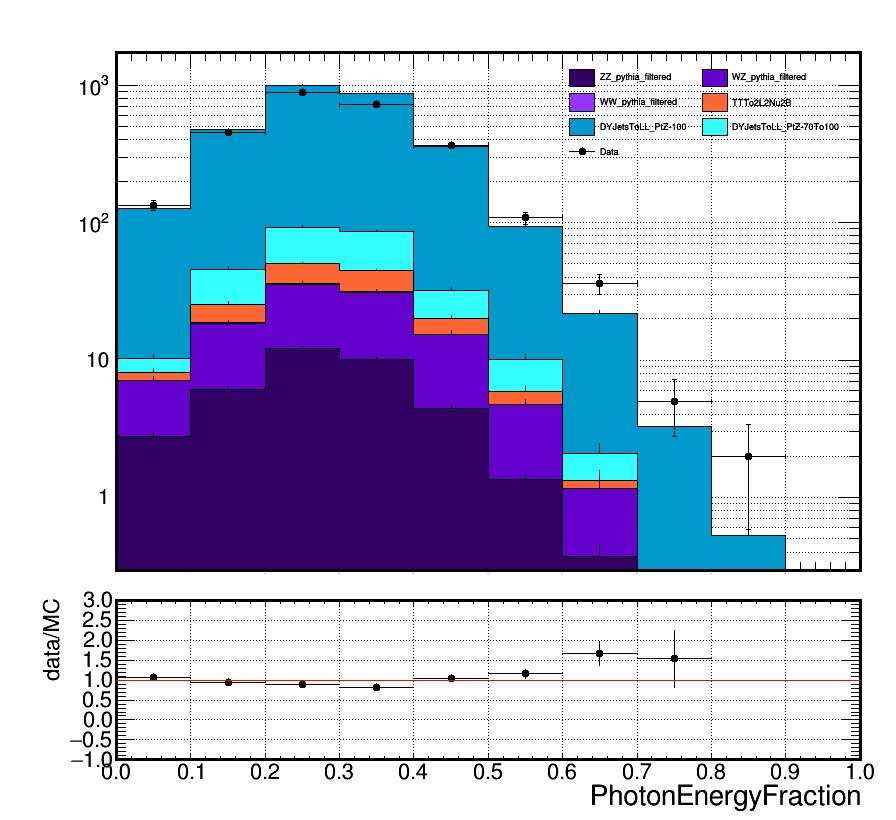 10³
10²
10
1
ZZ_pythia_filtered WZ_pythia_filtered
WW_pythia_filtered TTTo2L2Nu2B
DYJetsToLL_PtZ-100 DYJetsToLL_PtZ-70To100
Data
data/MC
3.0
2.5
2.0
1.5
1.0
0.5
0.0
−0.5
−1.0
0.0 0.1 0.2 0.3 0.4 0.5 0.6 0.7 0.8 0.9 1.0
PhotonEnergyFraction